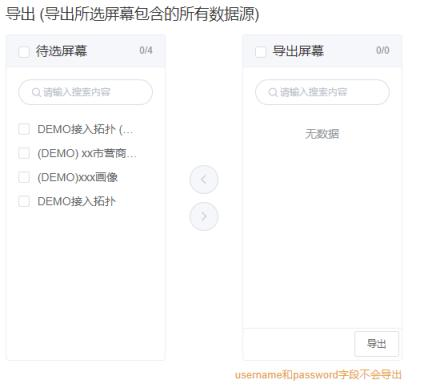 导出 (导出所选屏幕包含的所有数据源)
待选屏幕 0/4
请输入搜索内容
DEMO接入拓扑 (...
(DEMO) xx市营商...
(DEMO)xxx画像
DEMO接入拓扑
导出屏幕 0/0
请输入搜索内容
无数据
导出
username和password字段不会导出